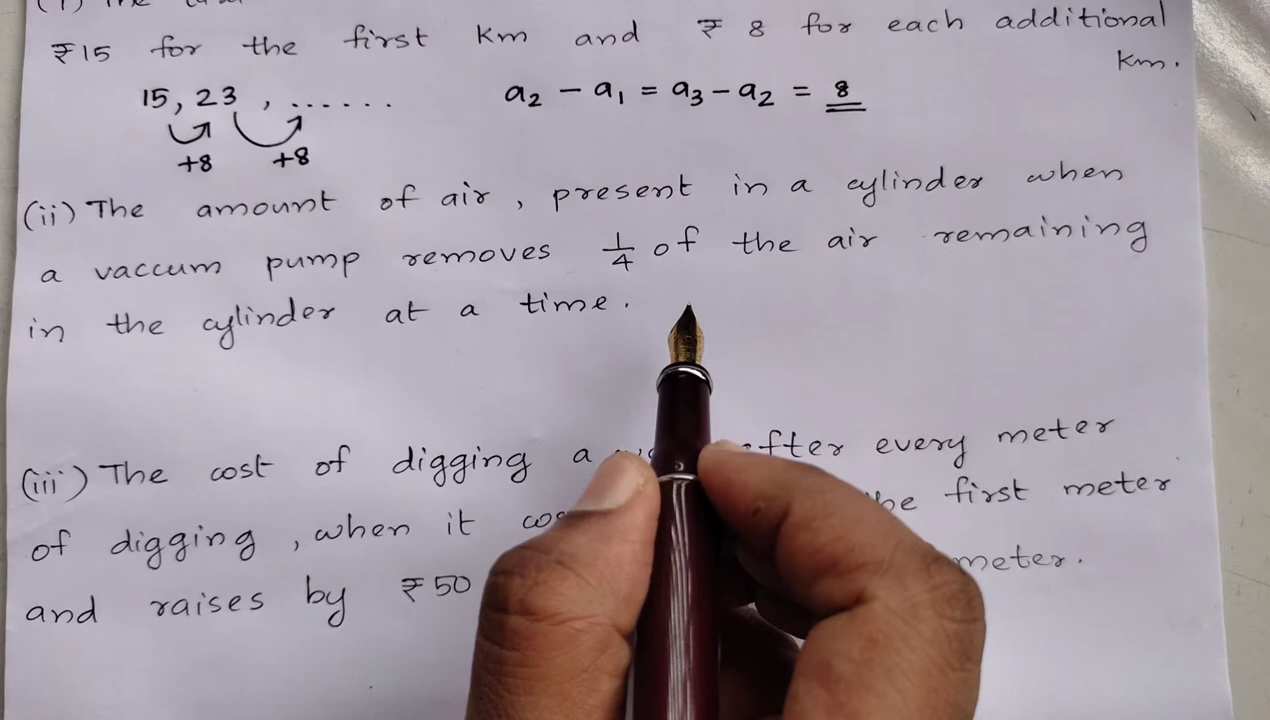 (i) The
₹15 for the first km and ₹ 8 for each additional
km.
15, 23 , ...... a₂ - a₁ = a₃ - a₂ = 8
+8 +8
(ii) The amount of air , present in a cylinder when
a vaccum pump removes 1/4 of the air remaining
in the cylinder at a time.
(iii) The cost of digging a after every meter
of digging , when it first meter
and raises by ₹50 meter.